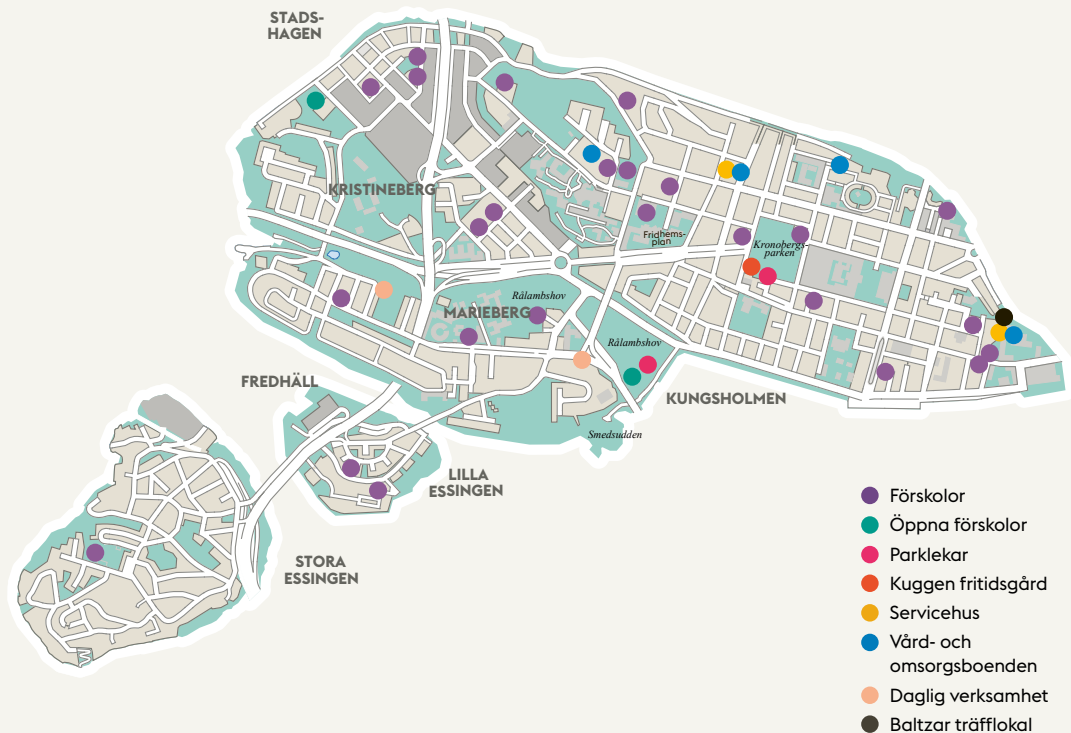 STADS-
HAGEN
KRISTINEBERG
Fridhems-
plan
Kronobergs-
parken
Rålambshov
MARIEBERG
Rålambshov
FREDHÄLL
KUNGSHOLMEN
Smedsudden
LILLA
ESSINGEN
STORA
ESSINGEN
Förskolor
Öppna förskolor
Parklekar
Kuggen fritidsgård
Servicehus
Vård- och
omsorgsboenden
Daglig verksamhet
Baltzar träfflokal